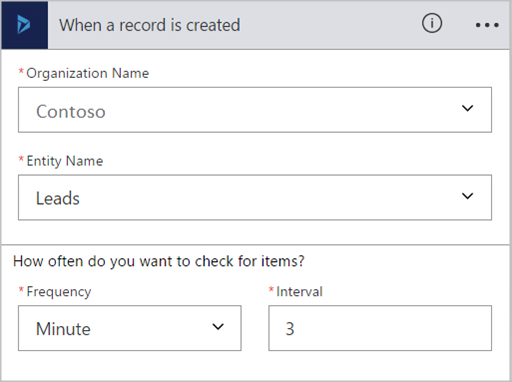 When a record is created
* Organization Name
Contoso
* Entity Name
Leads
How often do you want to check for items?
* Frequency
* Interval
Minute
3